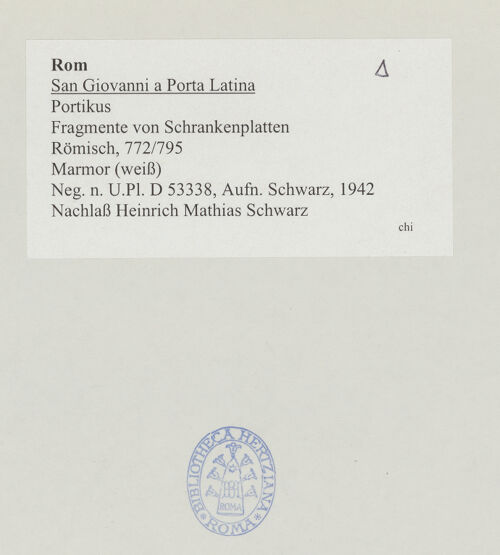 Rom
San Giovanni a Porta Latina
Portikus
Fragmente von Schrankenplatten
Römisch, 772/795
Marmor (weiß)
Neg. n. U.Pl. D 53338, Aufn. Schwarz, 1942
Nachlaß Heinrich Mathias Schwarz
chi
Δ
BIBLIOTHECA HERTZIANA
ROMA
ROMA